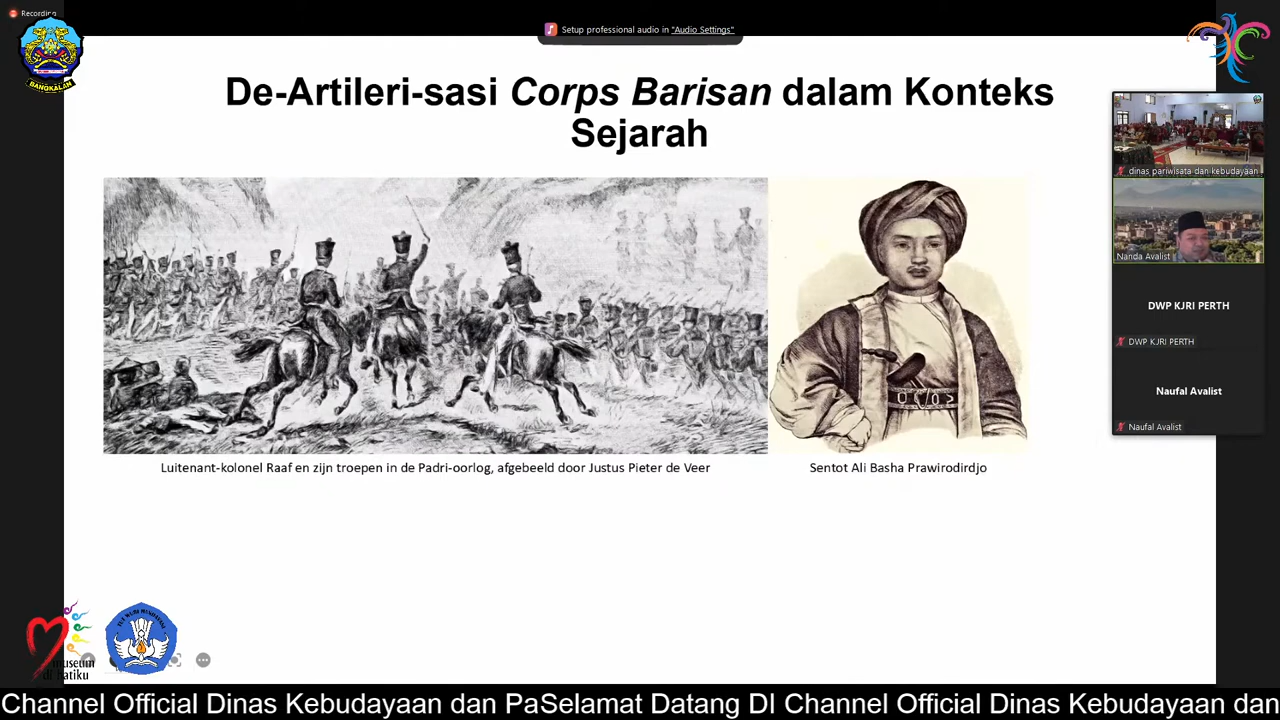 Recording
Setup professional audio in "Audio Settings"
BANGKALAN
De-Artileri-sasi Corps Barisan dalam Konteks
Sejarah
dinas pariwisata dan kebudayaan
Nanda Avalist
DWP KJRI PERTH
DWP KJRI PERTH
Naufal Avalist
Naufal Avalist
Luitenant-kolonel Raaf en zijn troepen in de Padri-oorlog, afgebeeld door Justus Pieter de Veer
Sentot Ali Basha Prawirodirdjo
museum
di hatiku
TUT WURI HANDAYANI
Channel Official Dinas Kebudayaan dan PaSelamat Datang DI Channel Official Dinas Kebudayaan dan